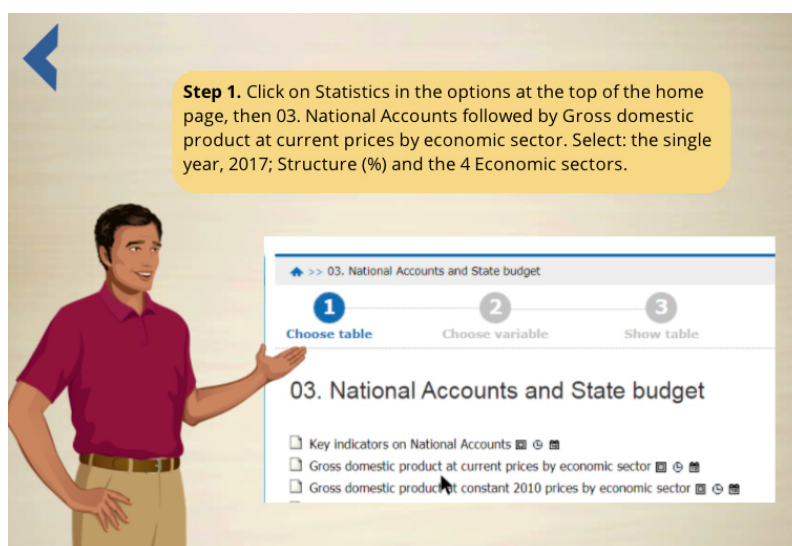 Step 1. Click on Statistics in the options at the top of the home
page, then 03. National Accounts followed by Gross domestic
product at current prices by economic sector. Select: the single
year, 2017; Structure (%) and the 4 Economic sectors.
>> 03. National Accounts and State budget
1 2 3
Choose table Choose variable Show table
03. National Accounts and State budget
Key indicators on National Accounts
Gross domestic product at current prices by economic sector
Gross domestic product at constant 2010 prices by economic sector